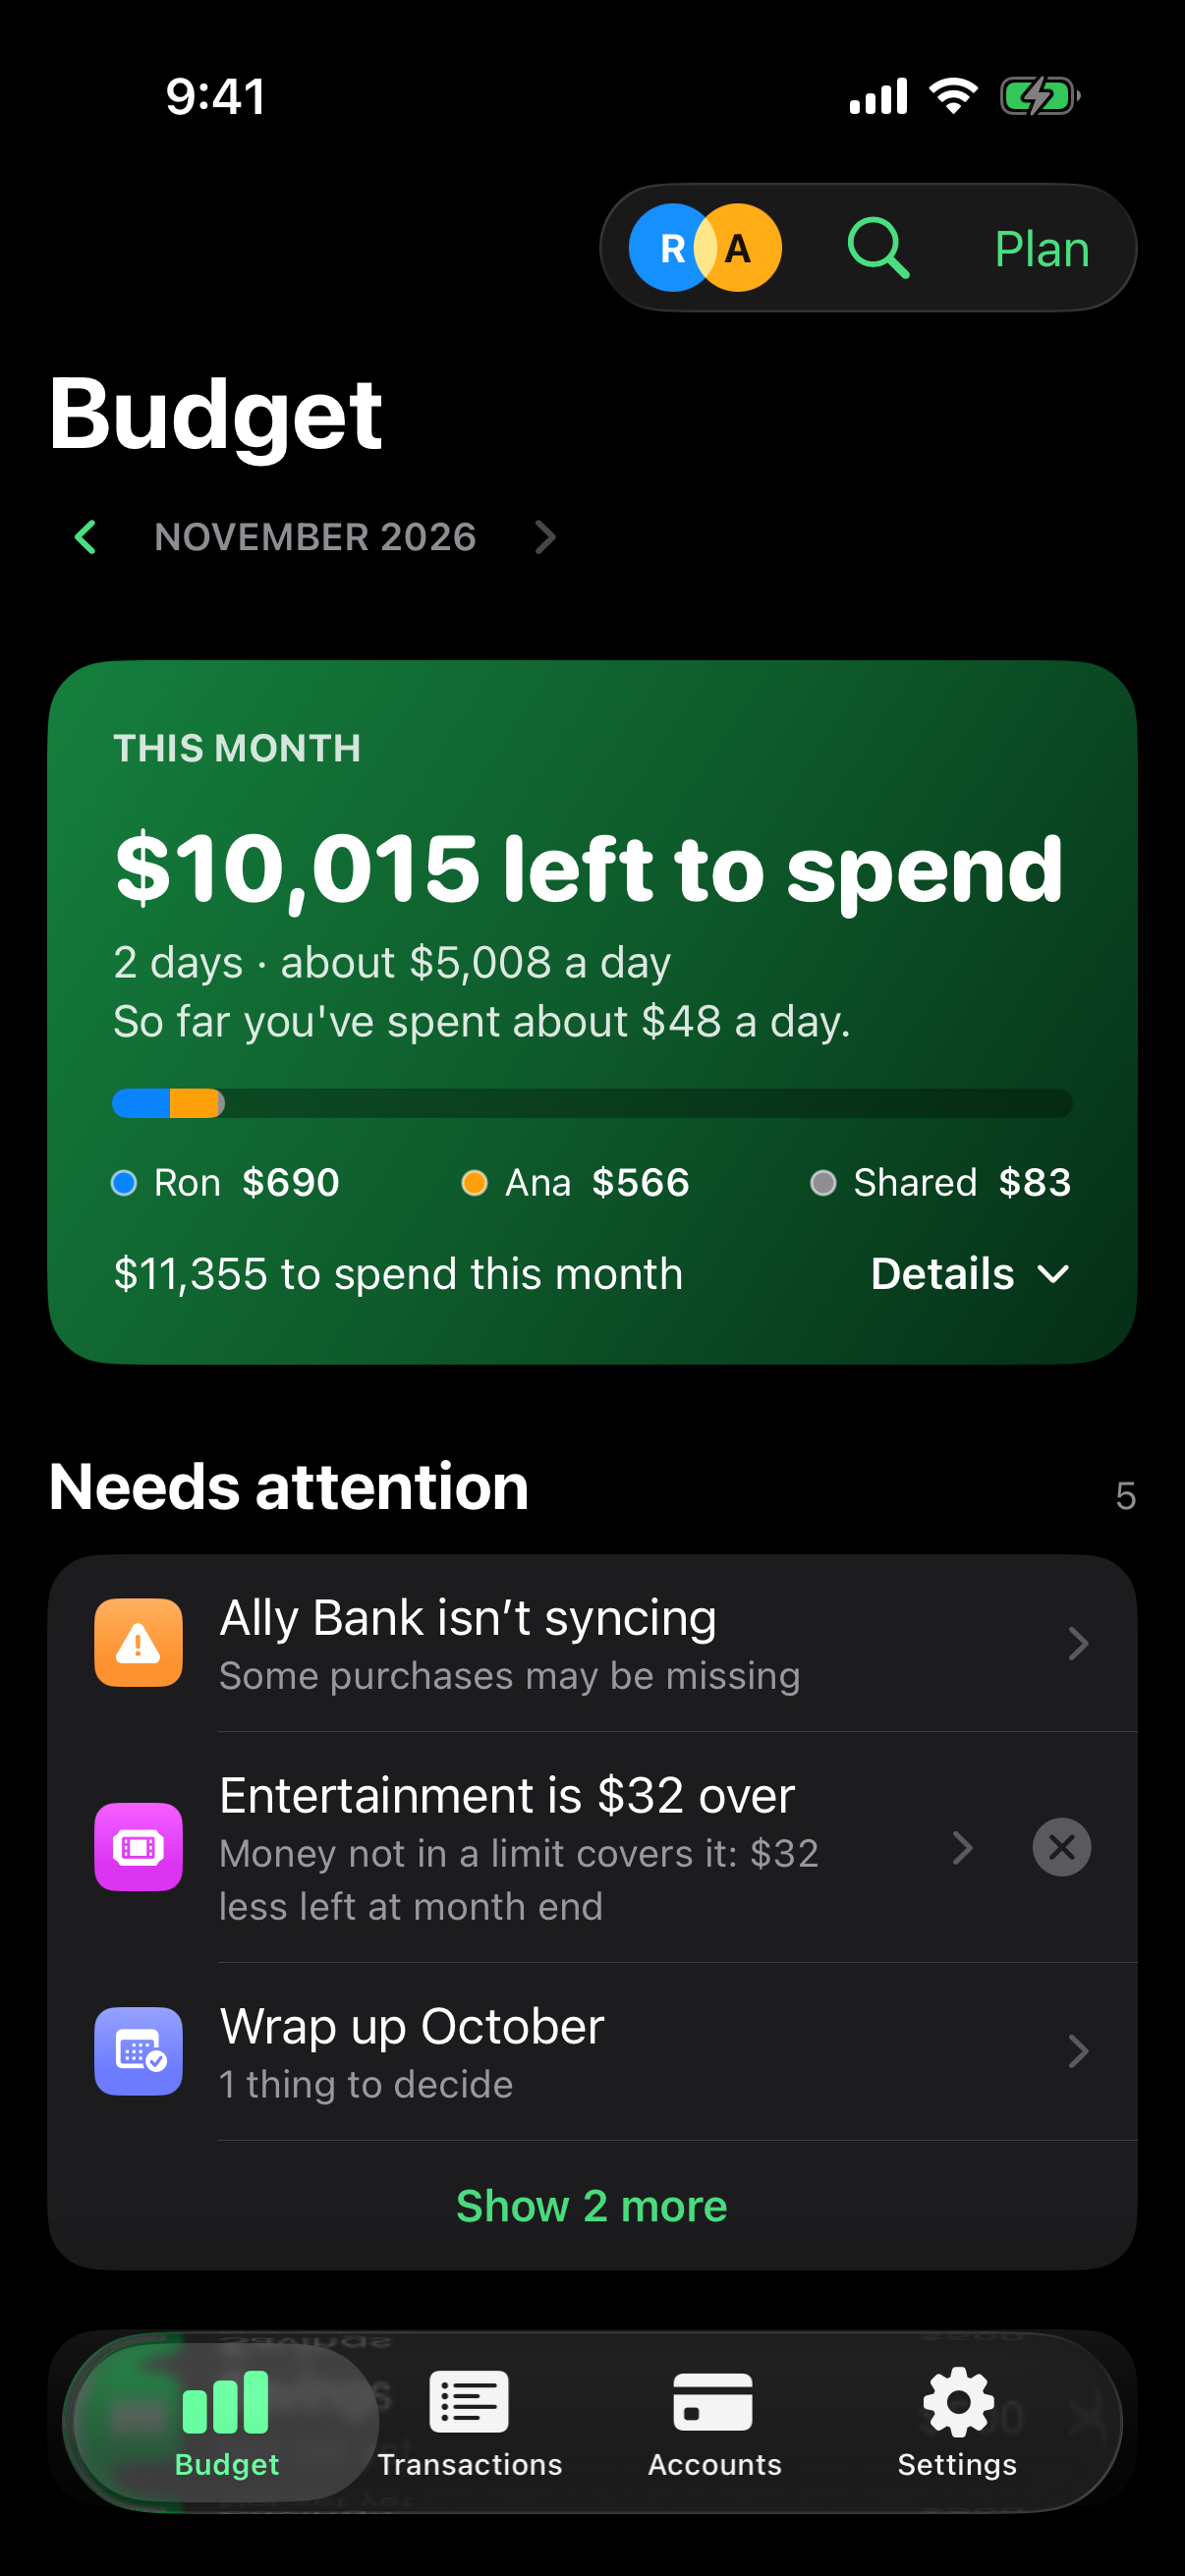 9:41
R A Plan
Budget
NOVEMBER 2026
THIS MONTH
$10,015 left to spend
2 days · about $5,008 a day
So far you've spent about $48 a day.
Ron $690 Ana $566 Shared $83
$11,355 to spend this month Details
Needs attention 5
Ally Bank isn’t syncing
Some purchases may be missing
Entertainment is $32 over
Money not in a limit covers it: $32
less left at month end
Wrap up October
1 thing to decide
Show 2 more
Budget Transactions Accounts Settings